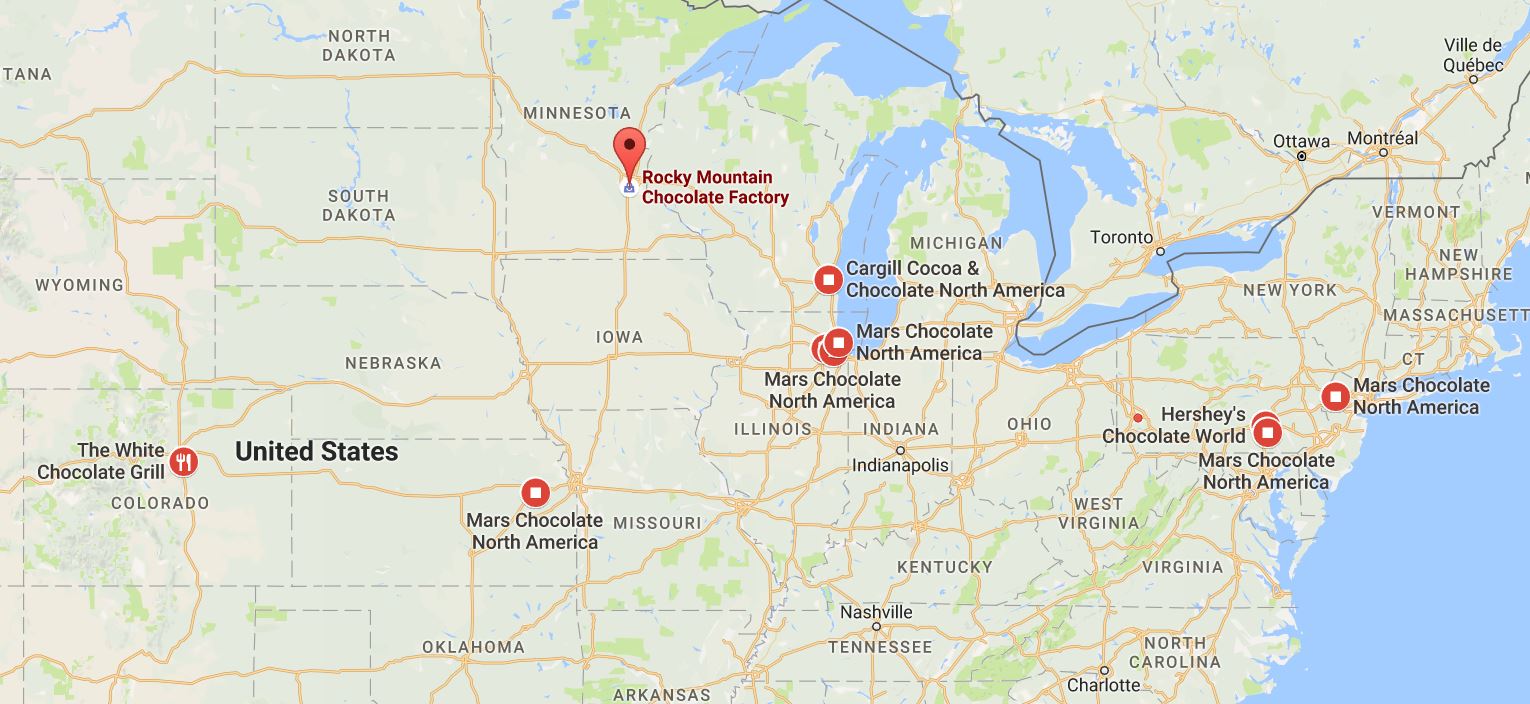 Ville de
Québec
NORTH
DAKOTA
TANA
MINNESOTA
Ottawa
Montréal
Rocky Mountain
Chocolate Factory
SOUTH
DAKOTA
VERMONT
Toronto
MICHIGAN
NEW
HAMPSHIRE
Cargill Cocoa &
Chocolate North America
WYOMING
NEW YORK
MASSACHUSETT
IOWA
Mars Chocolate
North America
NEBRASKA
CT
Mars Chocolate
North America
Mars Chocolate
North America
Hershey's
Chocolate World
ILLINOIS
INDIANA
OHIO
The White
Chocolate Grill
United States
Indianapolis
Mars Chocolate
North America
COLORADO
Mars Chocolate
North America
MISSOURI
WEST
VIRGINIA
KENTUCKY
VIRGINIA
Nashville
OKLAHOMA
TENNESSEE
NORTH
CAROLINA
Charlotte
ARKANSAS